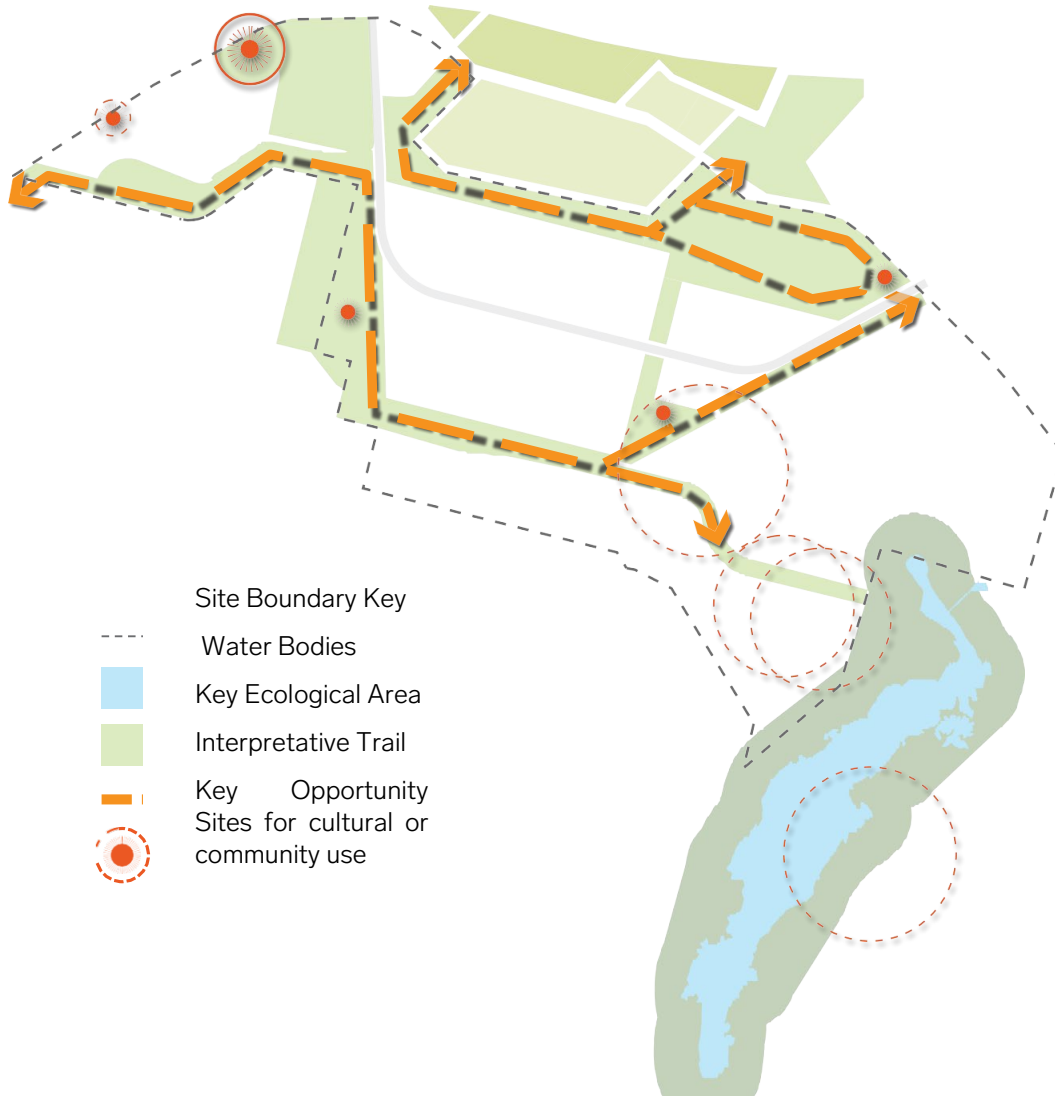 Site Boundary Key
Water Bodies
Key Ecological Area
Interpretative Trail
Key Opportunity
Sites for cultural or
community use